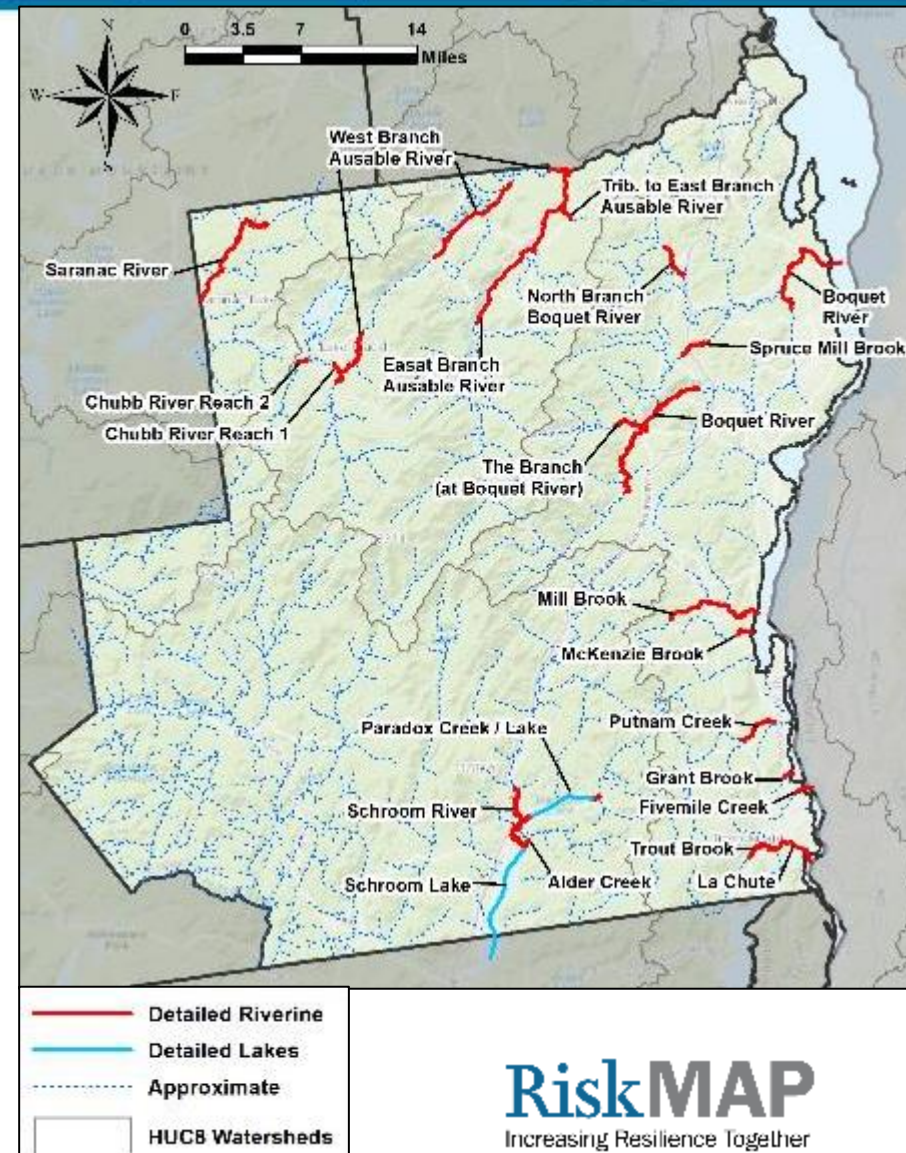 N
W
E
S
0 3.5 7 14
Miles
West Branch
Ausable River
Trib. to East Branch
Ausable River
Saranac River
North Branch
Boquet River
Boquet
River
Spruce Mill Brook
Easat Branch
Ausable River
Chubb River Reach 2
Chubb River Reach 1
Boquet River
The Branch
(at Boquet River)
Mill Brook
McKenzie Brook
Paradox Creek / Lake
Putnam Creek
Grant Brook
Schroom River
Fivemile Creek
Trout Brook
Schroom Lake
Alder Creek
La Chute
Detailed Riverine
Detailed Lakes
Approximate
HUC8 Watersheds
RiskMAP
Increasing Resilience Together